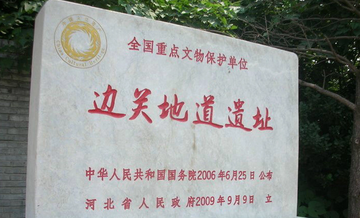 全国重点文物保护单位
边关地道遗址
中华人民共和国国务院2006年6月25日公布
河北省人民政府2009年9月9日 立